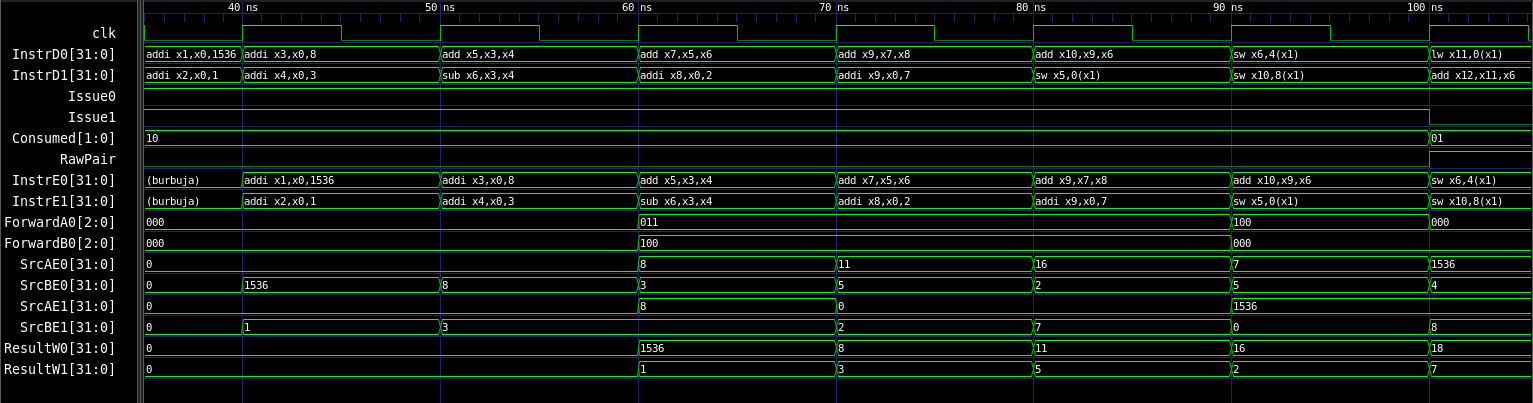 40 ns 50 ns 60 ns 70 ns 80 ns 90 ns 100 ns
clk
InstrD0[31:0] addi x1,x0,1536 addi x3,x0,8 add x5,x3,x4 add x7,x5,x6 add x9,x7,x8 add x10,x9,x6 sw x6,4(x1) lw x11,0(x1)
InstrD1[31:0] addi x2,x0,1 addi x4,x0,3 sub x6,x3,x4 addi x8,x0,2 addi x9,x0,7 sw x5,0(x1) sw x10,8(x1) add x12,x11,x6
Issue0
Issue1
Consumed[1:0] 10 01
RawPair
InstrE0[31:0] (burbuja) addi x1,x0,1536 addi x3,x0,8 add x5,x3,x4 add x7,x5,x6 add x9,x7,x8 add x10,x9,x6 sw x6,4(x1)
InstrE1[31:0] (burbuja) addi x2,x0,1 addi x4,x0,3 sub x6,x3,x4 addi x8,x0,2 addi x9,x0,7 sw x5,0(x1) sw x10,8(x1)
ForwardA0[2:0] 000 011 100 000
ForwardB0[2:0] 000 100 000
SrcAE0[31:0] 0 8 11 16 7 1536
SrcBE0[31:0] 0 1536 8 3 5 2 5 4
SrcAE1[31:0] 0 8 0 1536
SrcBE1[31:0] 0 1 3 2 7 0 8
ResultW0[31:0] 0 1536 8 11 16 18
ResultW1[31:0] 0 1 3 5 2 7